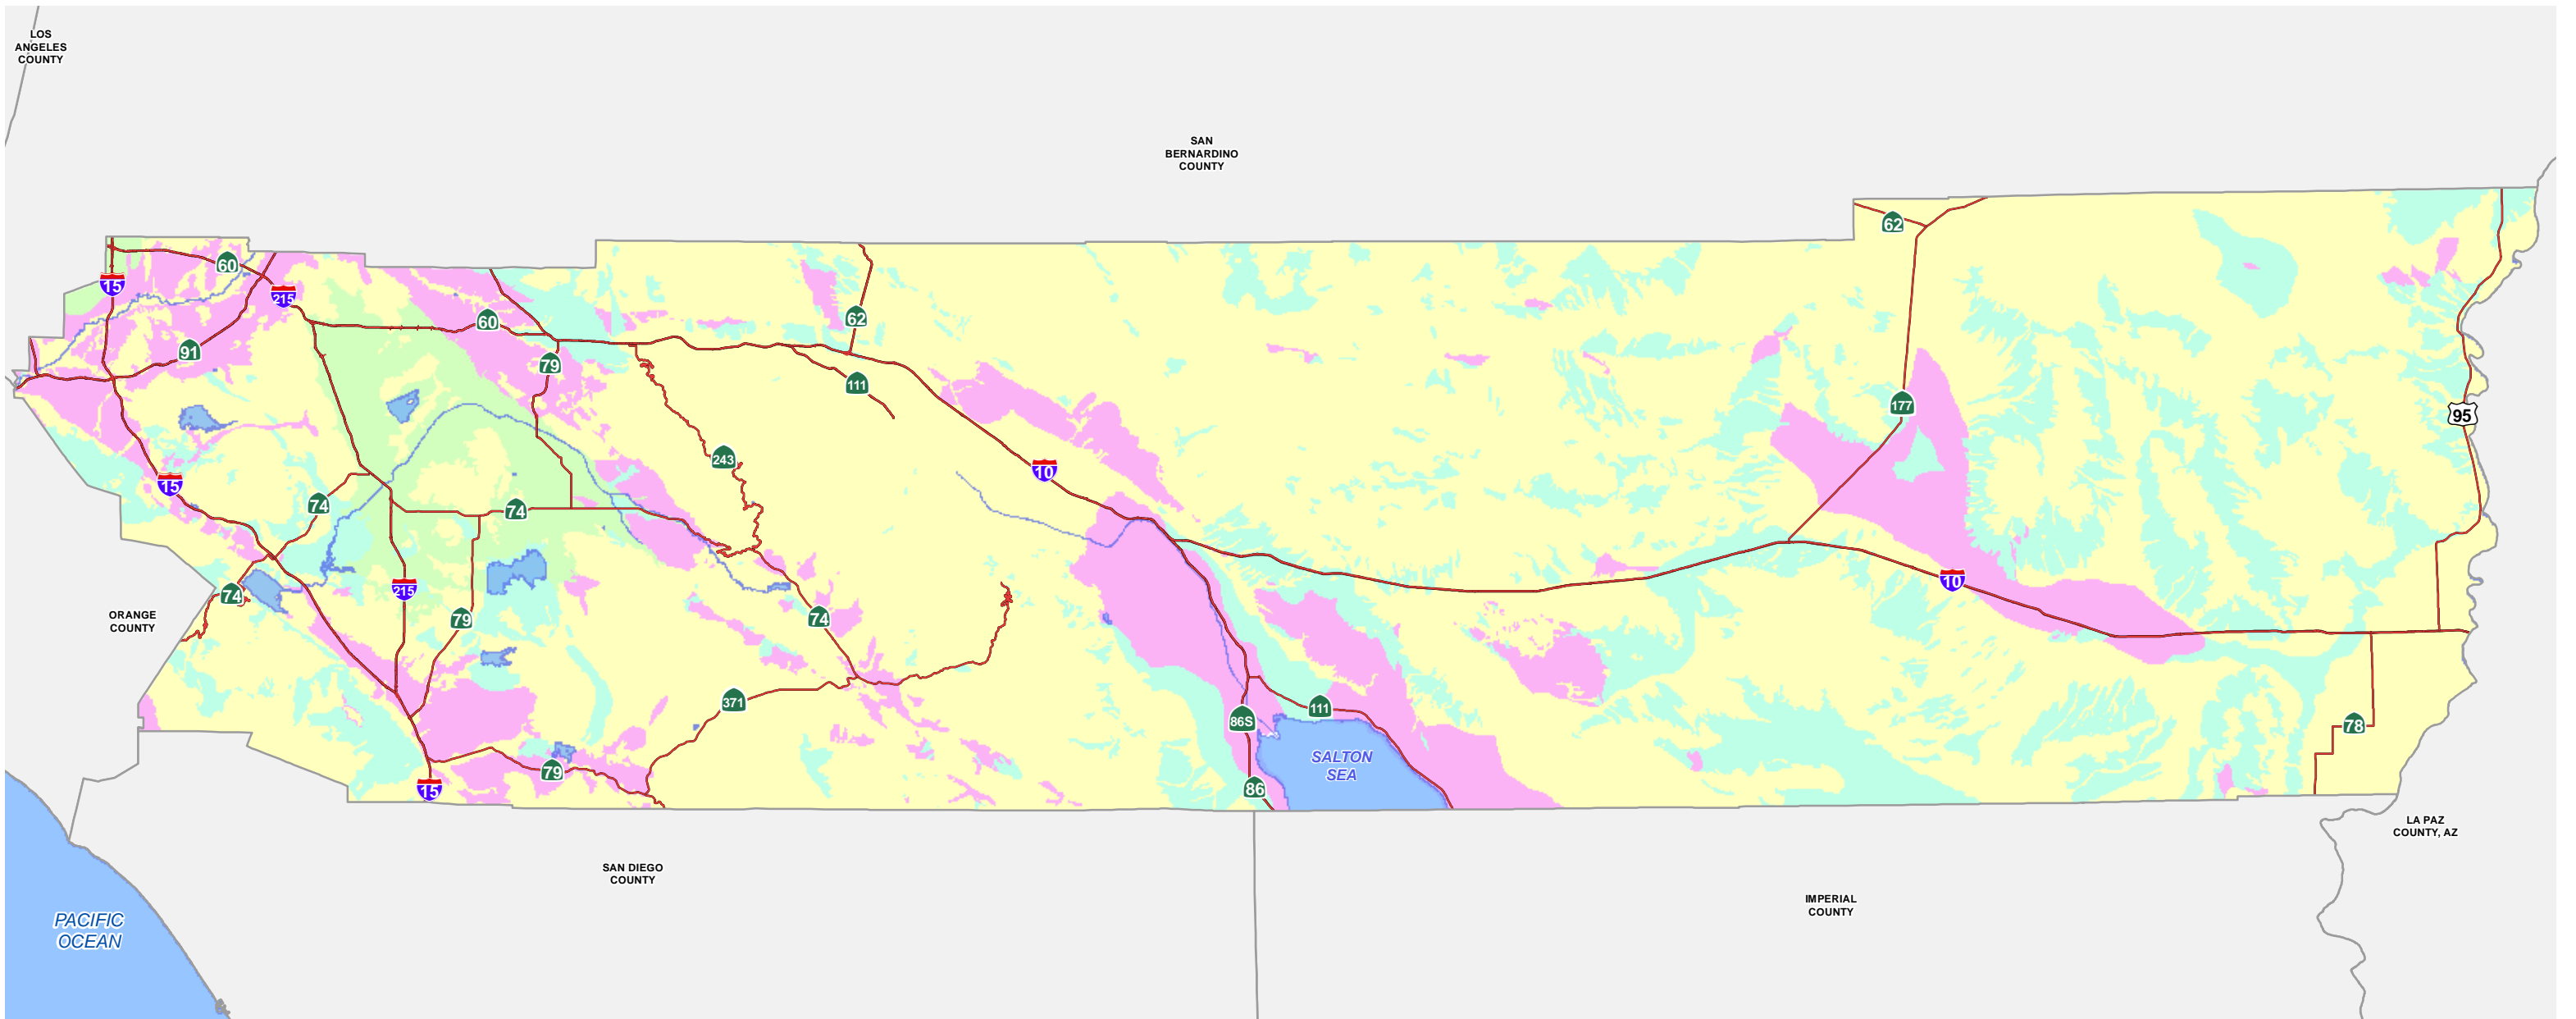 LOS
ANGELES
COUNTY
SAN
BERNARDINO
COUNTY
62
60
15
215
60
62
91
79
111
177
95
243
10
15
74
74
10
74
215
74
79
ORANGE
COUNTY
371
111
86S
78
SALTON
SEA
79
15
86
LA PAZ
COUNTY, AZ
SAN DIEGO
COUNTY
IMPERIAL
COUNTY
PACIFIC
OCEAN